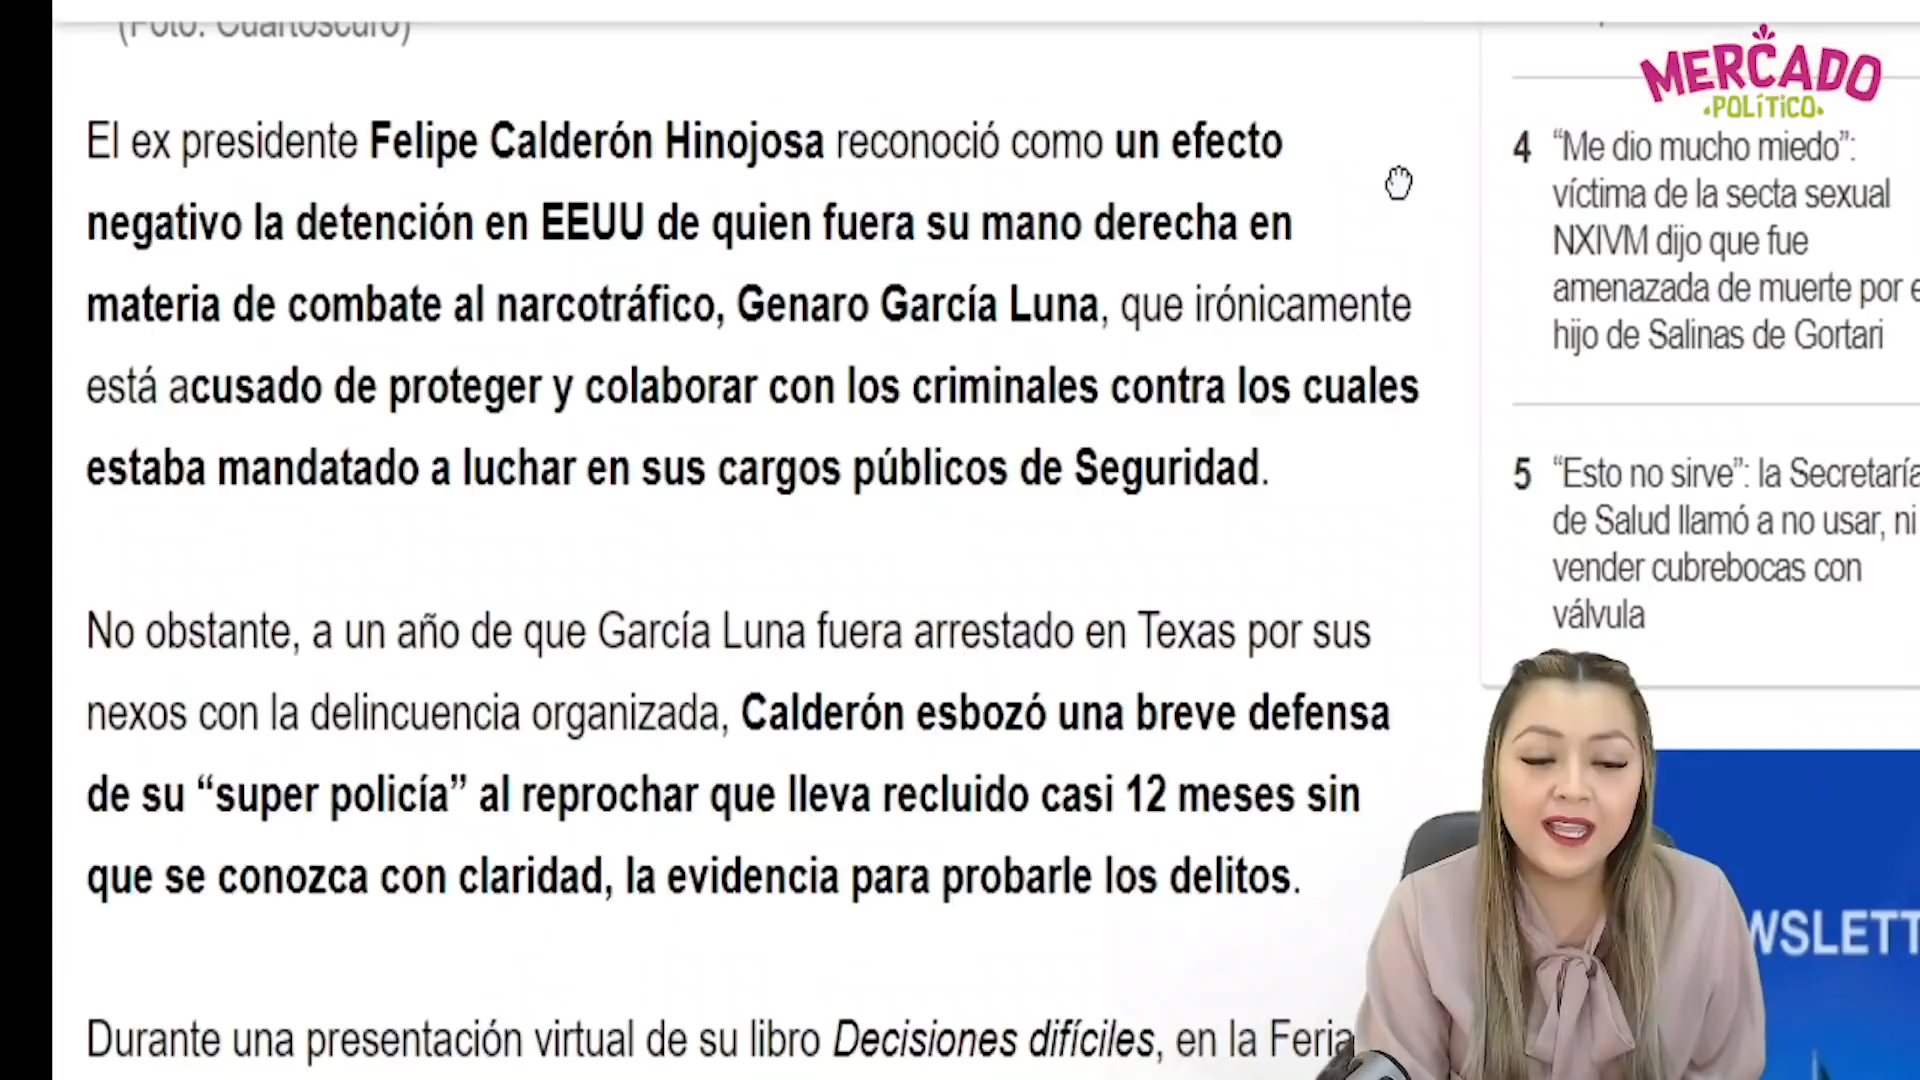 (Foto: Cuartoscuro)
El ex presidente Felipe Calderón Hinojosa reconoció como un efecto
negativo la detención en EEUU de quien fuera su mano derecha en
materia de combate al narcotráfico, Genaro García Luna, que irónicamente
está acusado de proteger y colaborar con los criminales contra los cuales
estaba mandatado a luchar en sus cargos públicos de Seguridad.
No obstante, a un año de que García Luna fuera arrestado en Texas por sus
nexos con la delincuencia organizada, Calderón esbozó una breve defensa
de su “super policía” al reprochar que lleva recluido casi 12 meses sin
que se conozca con claridad, la evidencia para probarle los delitos.
Durante una presentación virtual de su libro Decisiones difíciles, en la Feria
MERCADO
POLÍTICO
4 “Me dio mucho miedo”:
víctima de la secta sexual
NXIVM dijo que fue
amenazada de muerte por e
hijo de Salinas de Gortari
5 “Esto no sirve”: la Secretaría
de Salud llamó a no usar, ni
vender cubrebocas con
válvula
WSLETT